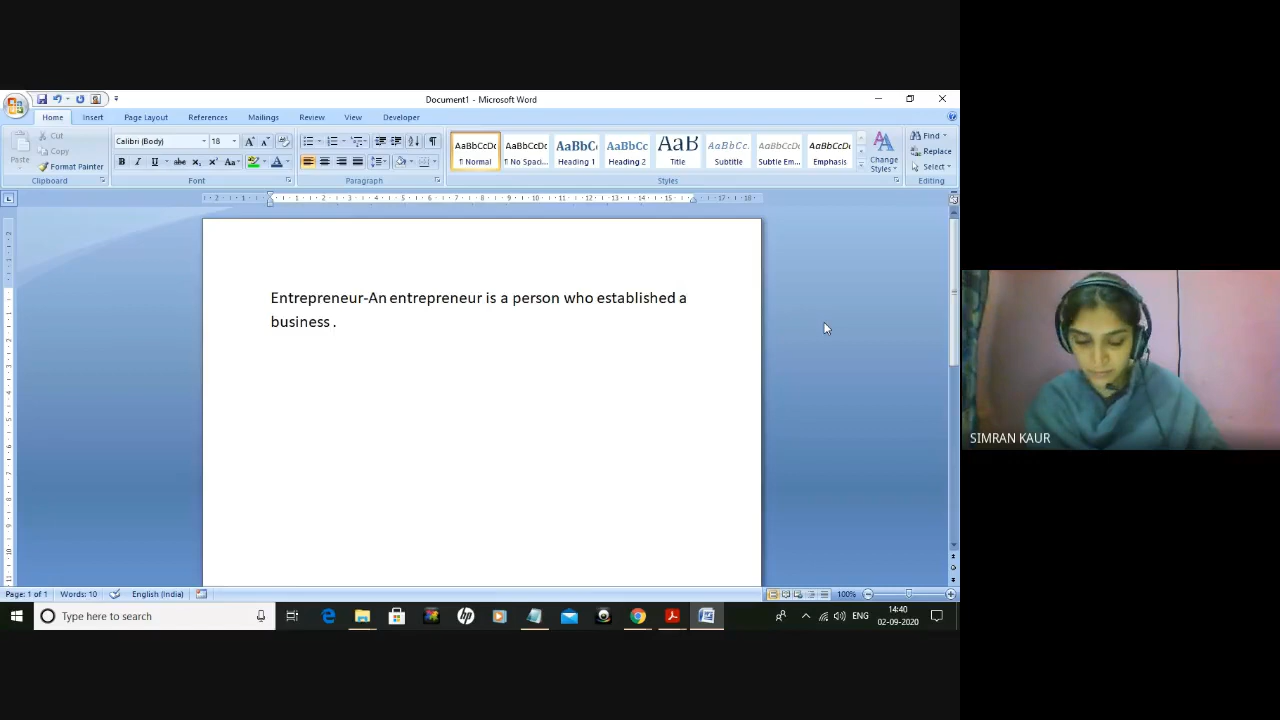 Document1 - Microsoft Word
Home Insert Page Layout References Mailings Review View Developer
Paste
Cut
Copy
Format Painter
Clipboard
Calibri (Body) 18
Font
Paragraph
AaBbCcDc AaBbCcDc AaBbC AaBbCc AaB AaBbCc. AaBbCcDc AaBbCcDc
¶ Normal ¶ No Spaci... Heading 1 Heading 2 Title Subtitle Subtle Em... Emphasis
Change Styles
Styles
Find
Replace
Select
Editing
Entrepreneur-An entrepreneur is a person who established a
business .
SIMRAN KAUR
Page: 1 of 1 Words: 10 English (India) 100%
Type here to search
ENG
14:40
02-09-2020